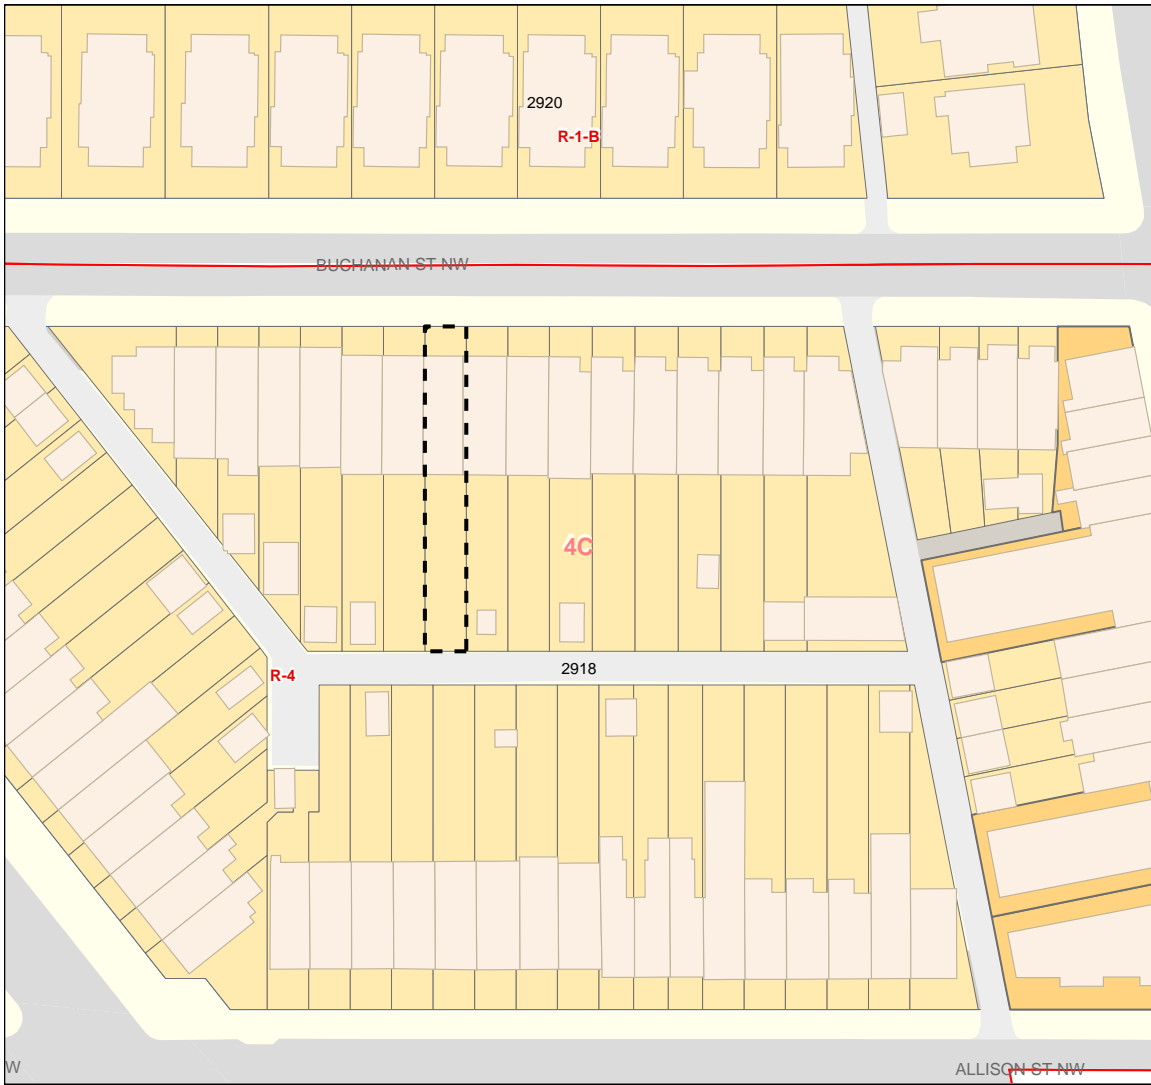 2920
R-1-B
BUCHANAN ST NW
4C
2918
R-4
W
ALLISON ST NW